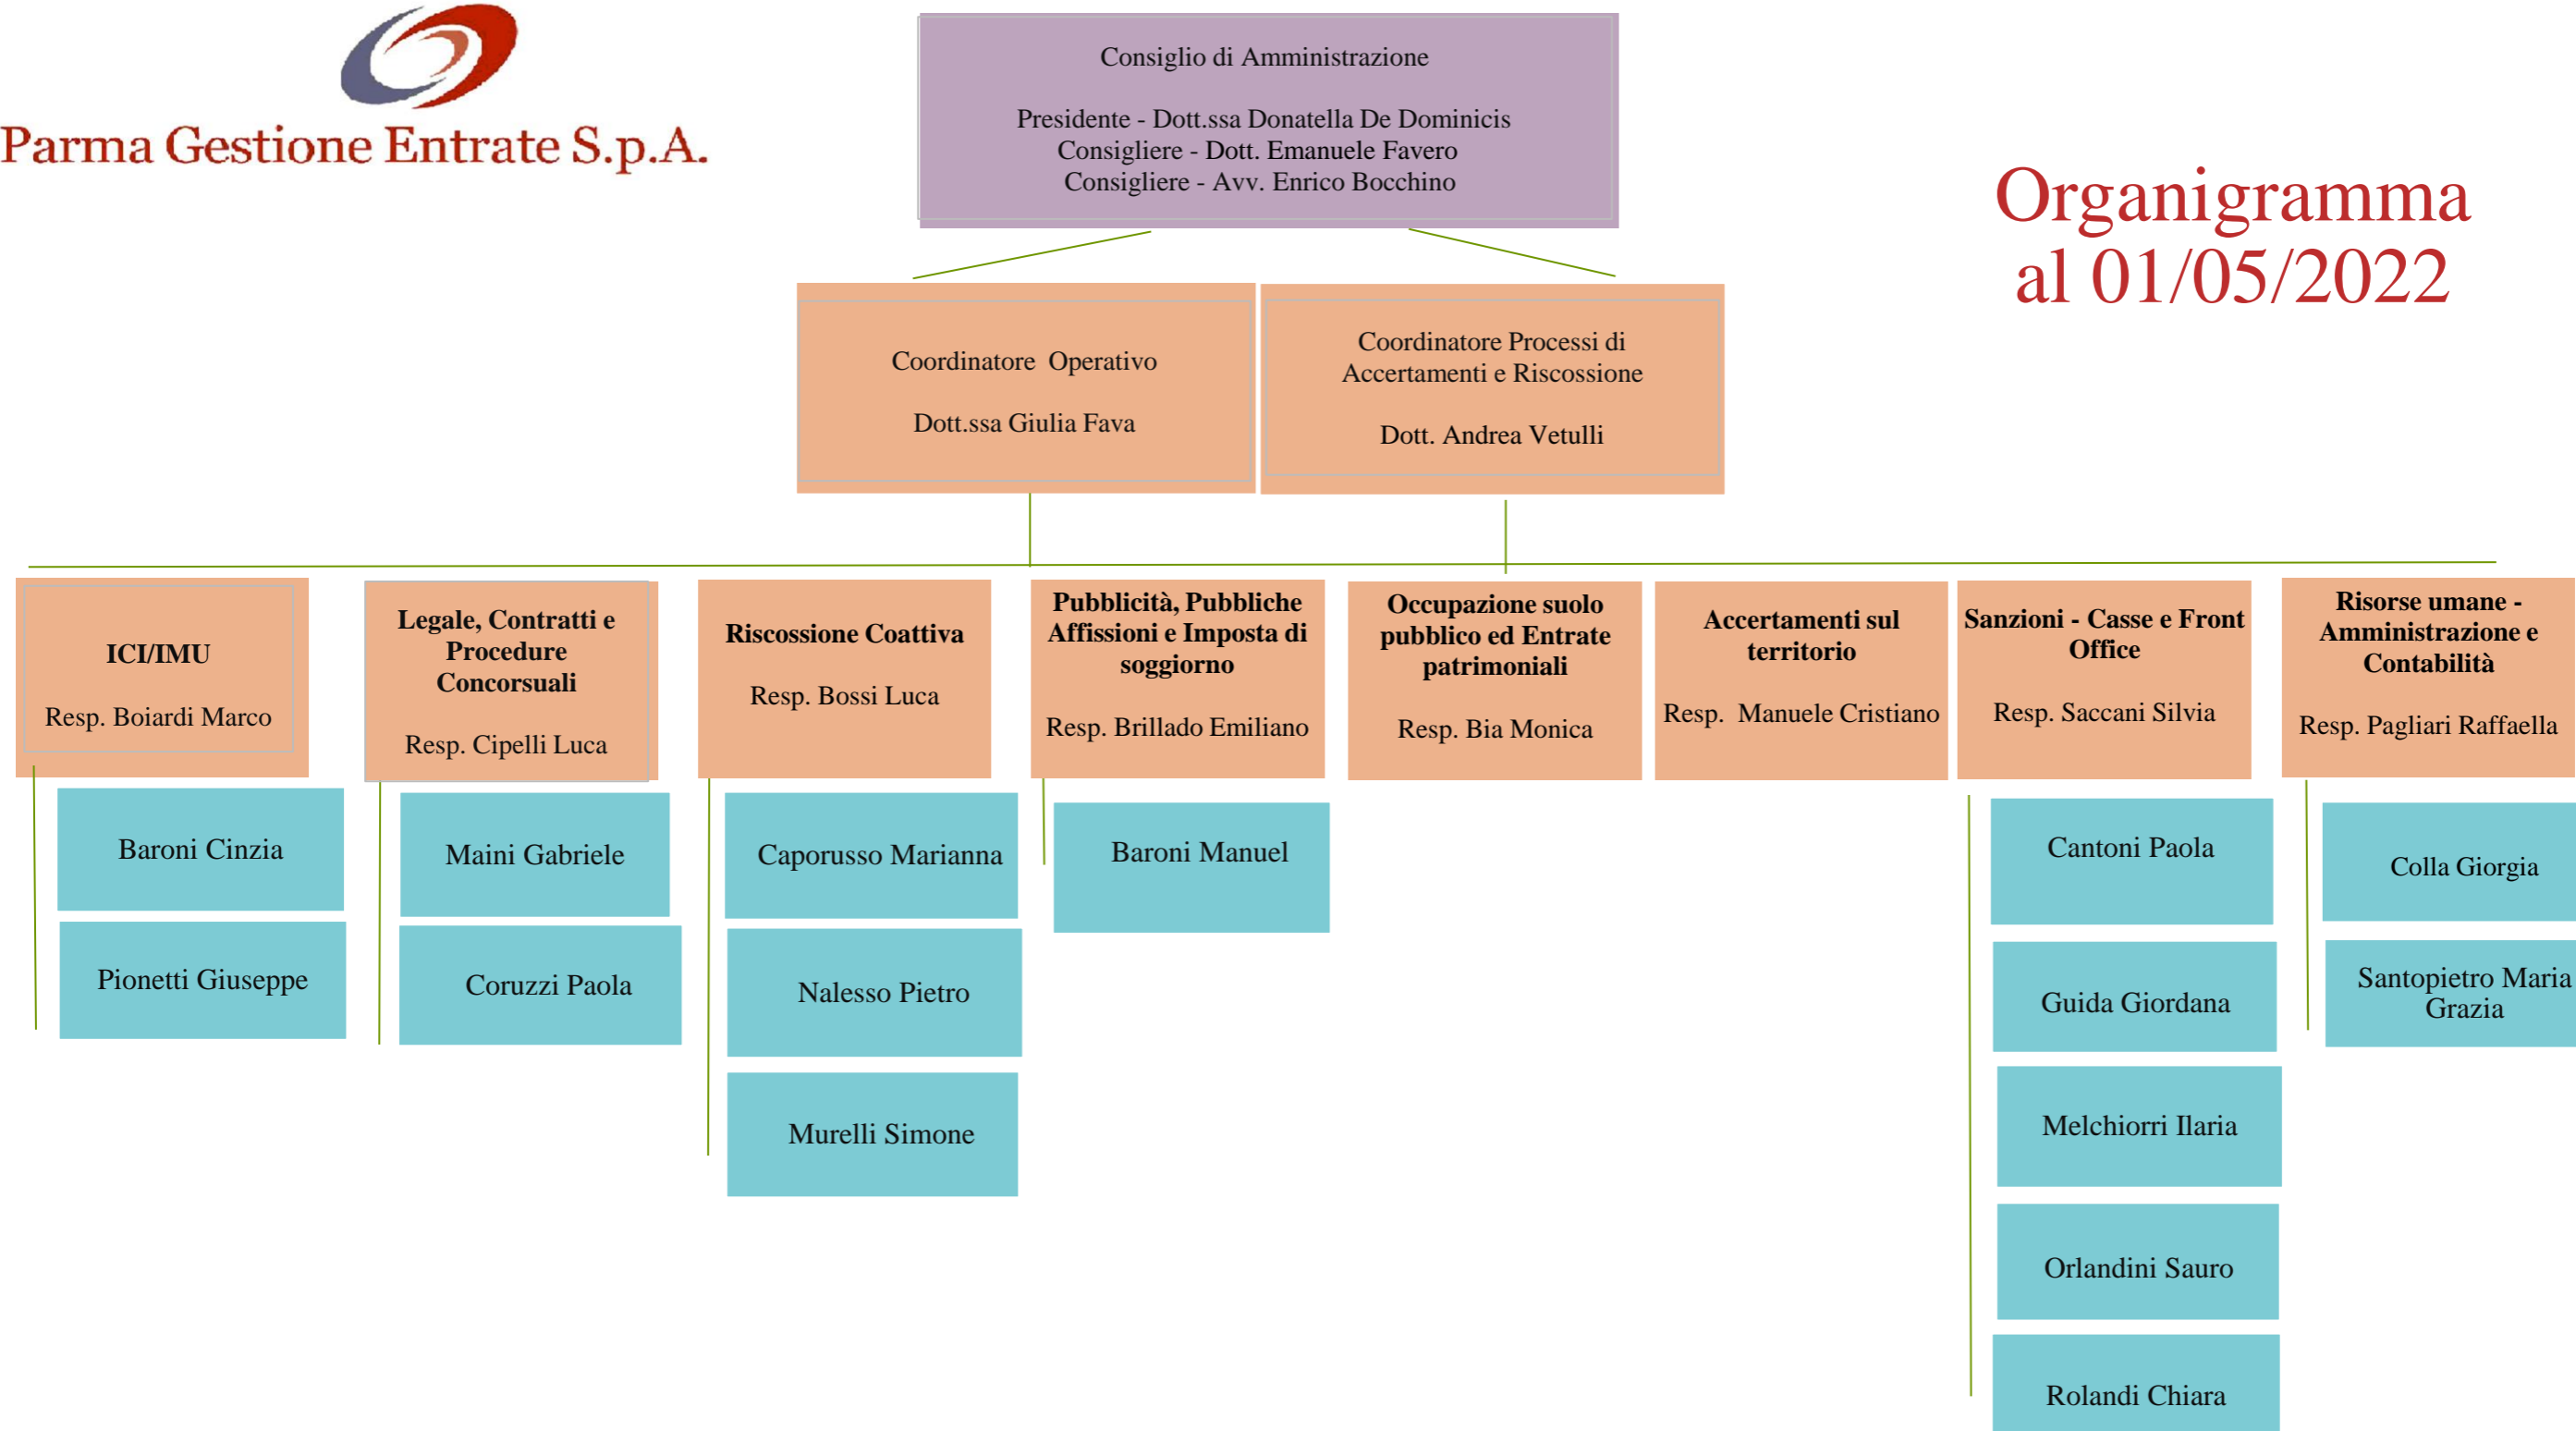 Parma Gestione Entrate S.p.A.
Consiglio di Amministrazione
Presidente - Dott.ssa Donatella De Dominicis
Consigliere - Dott. Emanuele Favero
Consigliere - Avv. Enrico Bocchino
Organigramma
al 01/05/2022
Coordinatore Operativo
Dott.ssa Giulia Fava
Coordinatore Processi di
Accertamenti e Riscossione
Dott. Andrea Vetulli
ICI/IMU
Resp. Boiardi Marco
Legale, Contratti e
Procedure
Concorsuali
Resp. Cipelli Luca
Riscossione Coattiva
Resp. Bossi Luca
Pubblicità, Pubbliche
Affissioni e Imposta di
soggiorno
Resp. Brillado Emiliano
Occupazione suolo
pubblico ed Entrate
patrimoniali
Resp. Bia Monica
Accertamenti sul
territorio
Resp. Manuele Cristiano
Sanzioni - Casse e Front
Office
Resp. Saccani Silvia
Risorse umane -
Amministrazione e
Contabilità
Resp. Pagliari Raffaella
Baroni Cinzia
Pionetti Giuseppe
Maini Gabriele
Coruzzi Paola
Caporusso Marianna
Nalesso Pietro
Murelli Simone
Baroni Manuel
Cantoni Paola
Guida Giordana
Melchiorri Ilaria
Orlandini Sauro
Rolandi Chiara
Colla Giorgia
Santopietro Maria
Grazia